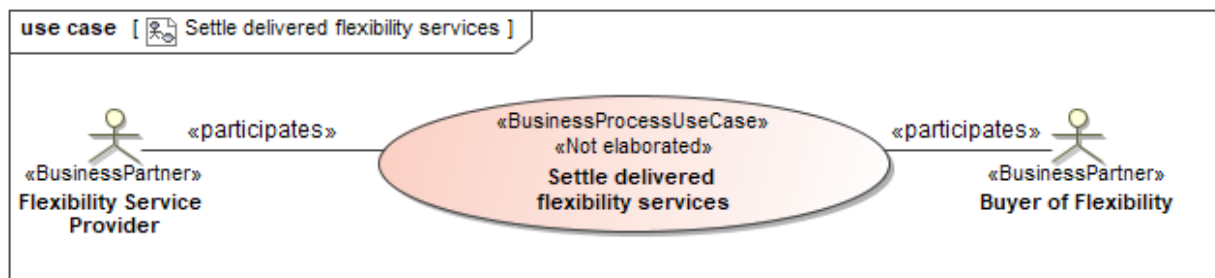 use case [ Settle delivered flexibility services ]
«participates»
«BusinessPartner»
Flexibility Service
Provider
«BusinessProcessUseCase»
«Not elaborated»
Settle delivered
flexibility services
«participates»
«BusinessPartner»
Buyer of Flexibility